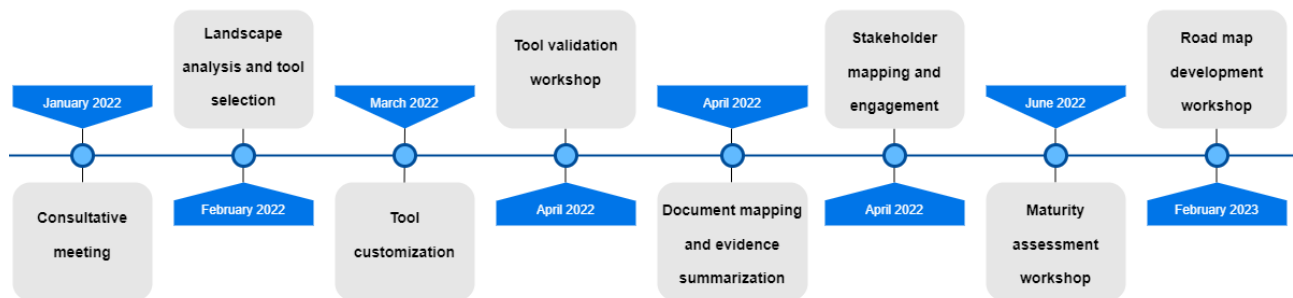 January 2022
Consultative
meeting
Landscape
analysis and tool
selection
February 2022
March 2022
Tool
customization
Tool validation
workshop
April 2022
April 2022
Document mapping
and evidence
summarization
Stakeholder
mapping and
engagement
April 2022
June 2022
Maturity
assessment
workshop
Road map
development
workshop
February 2023